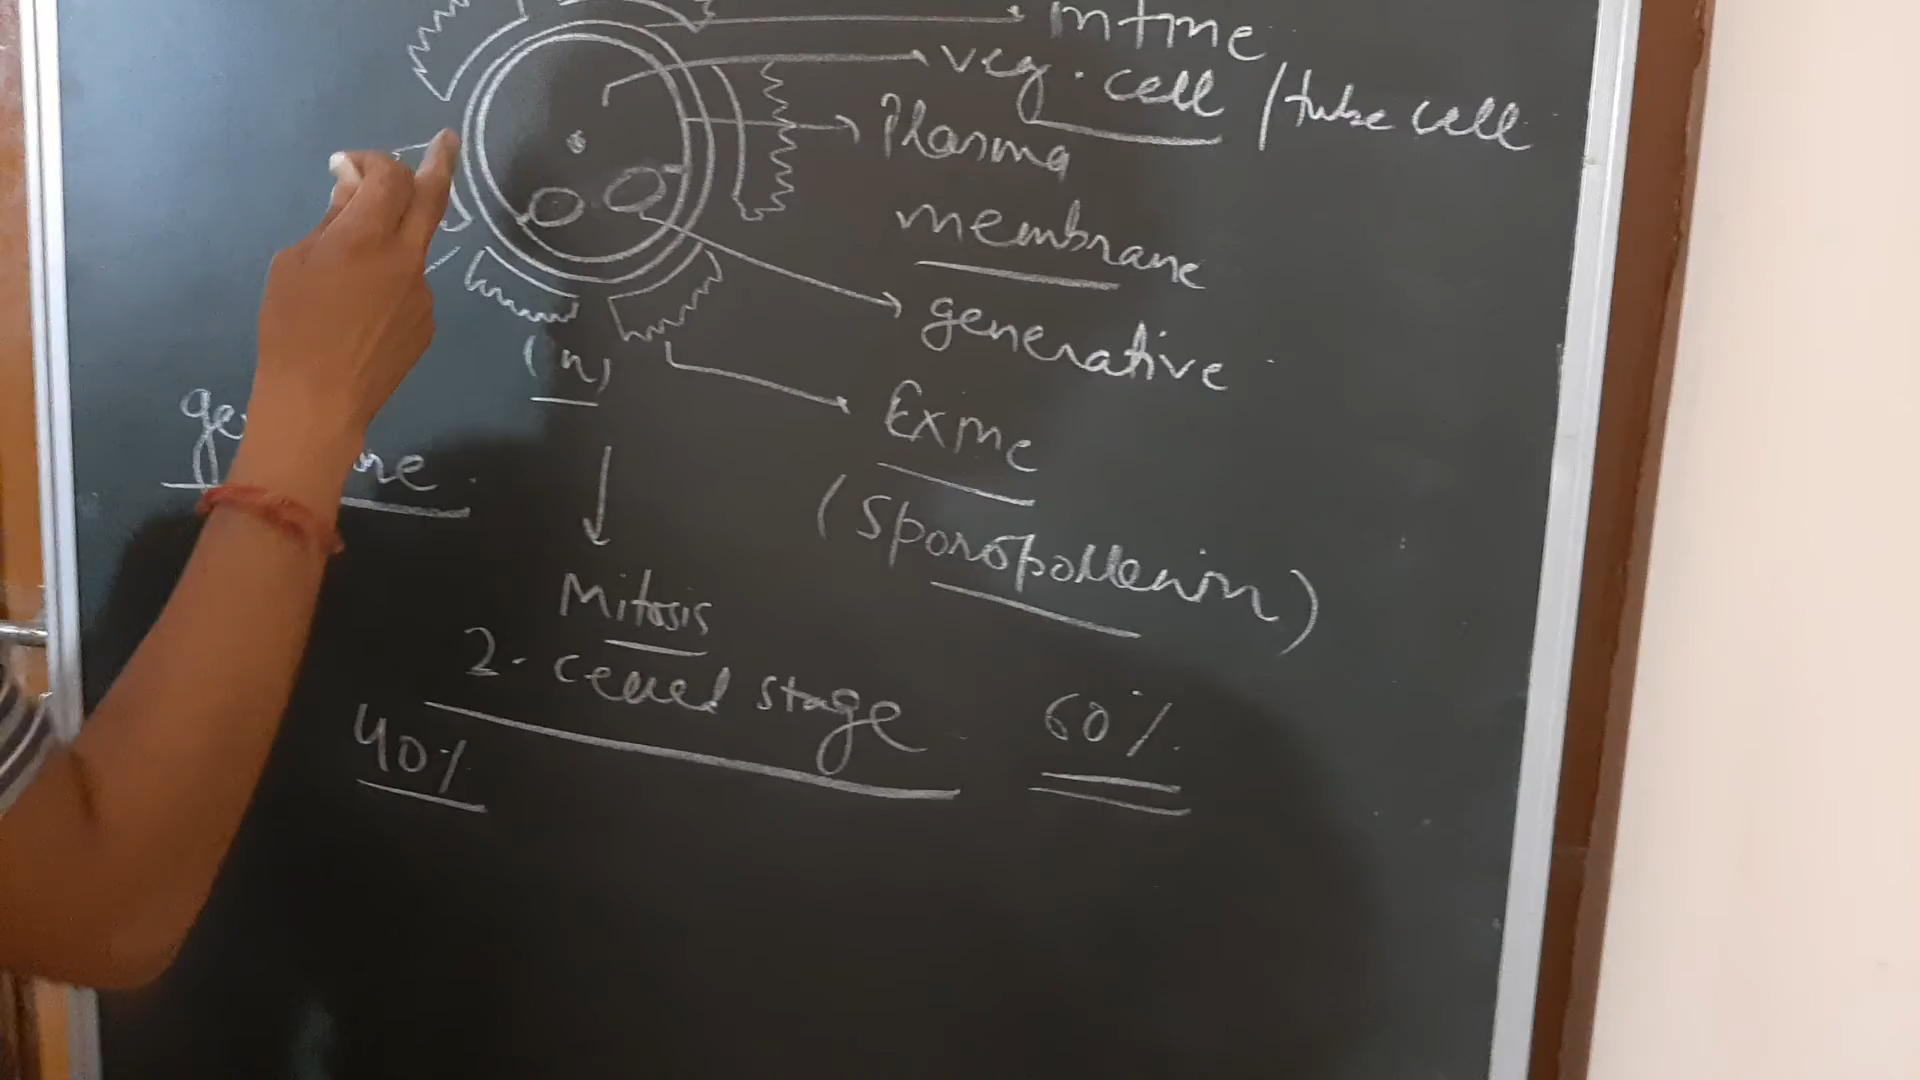 Intine
veg. cell / tube cell
Plasma
membrane
generative
(n)
Exine
(Sporopollenin)
Mitosis
2. celled stage
40%
60%